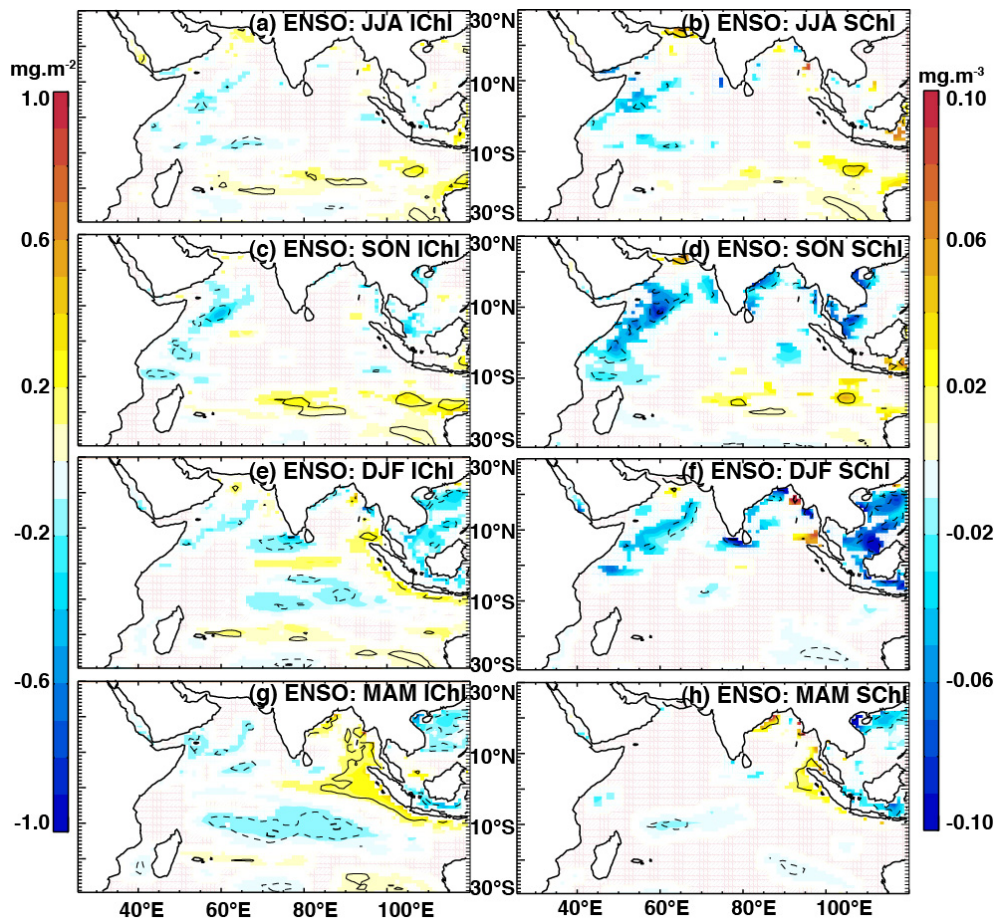 (a) ENSO: JJA IChl 30°N (b) ENSO: JJA SChl
mg.m-2 mg.m-3
1.0 10°N 0.10
10°S
30°S
0.6 (c) ENSO: SON IChl 30°N (d) ENSO: SON SChl 0.06
10°N
0.2 10°S 0.02
30°S
(e) ENSO: DJF IChl 30°N (f) ENSO: DJF SChl
-0.2 10°N -0.02
10°S
30°S
-0.6 (g) ENSO: MAM IChl 30°N (h) ENSO: MAM SChl -0.06
10°N
-1.0 10°S -0.10
30°S
40°E 60°E 80°E 100°E 40°E 60°E 80°E 100°E